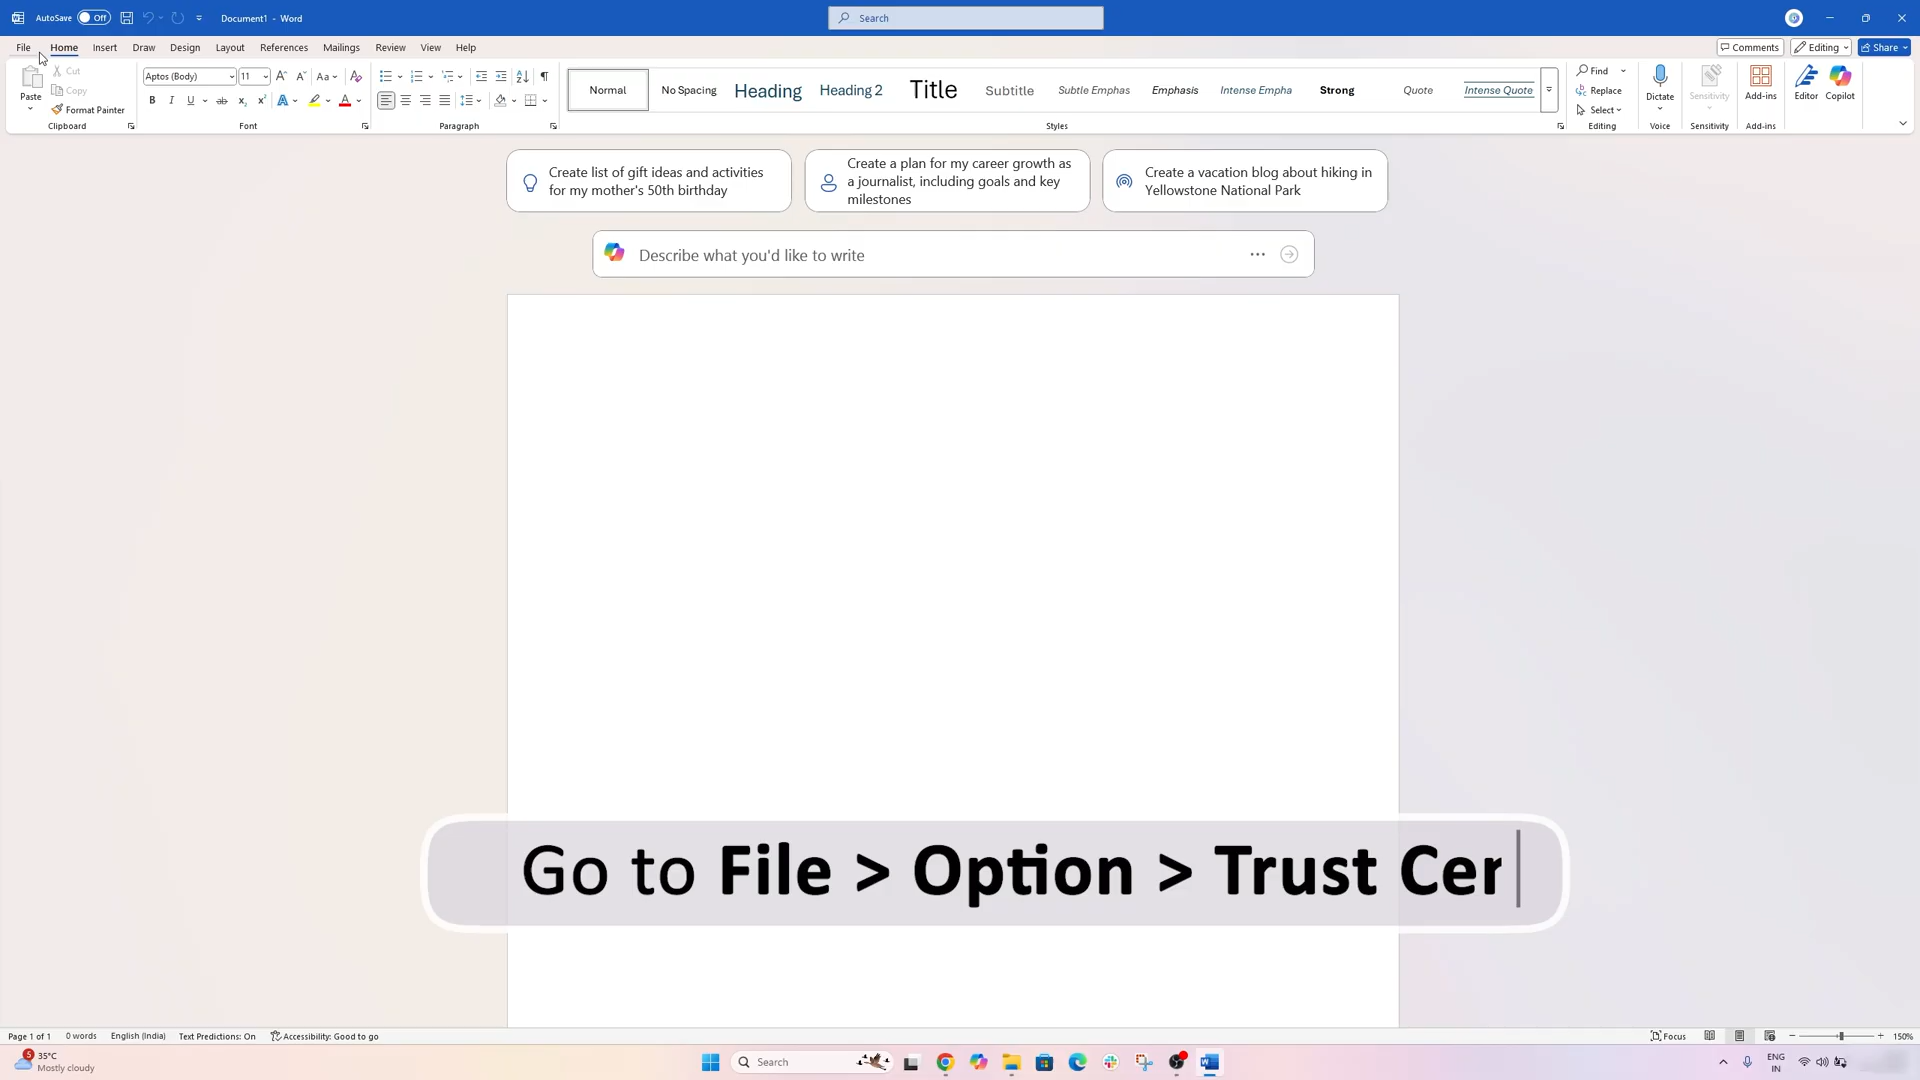 AutoSave Off Document1 - Word Search
File Home Insert Draw Design Layout References Mailings Review View Help Comments Editing Share
Paste Cut Copy Format Painter
Clipboard
Aptos (Body) 11 Aa
B I U ab x₂ x² A A
Font
Paragraph
Normal No Spacing Heading Heading 2 Title Subtitle Subtle Emphas Emphasis Intense Empha Strong Quote Intense Quote
Styles
Find
Replace
Select
Editing
Dictate
Voice
Sensitivity
Sensitivity
Add-ins
Add-ins
Editor Copilot
Create list of gift ideas and activities
for my mother's 50th birthday
Create a plan for my career growth as
a journalist, including goals and key
milestones
Create a vacation blog about hiking in
Yellowstone National Park
Describe what you'd like to write
Go to File > Option > Trust Cer
Page 1 of 1 0 words English (India) Text Predictions: On Accessibility: Good to go Focus 150%
5 35°C
Mostly cloudy
Search
ENG
IN